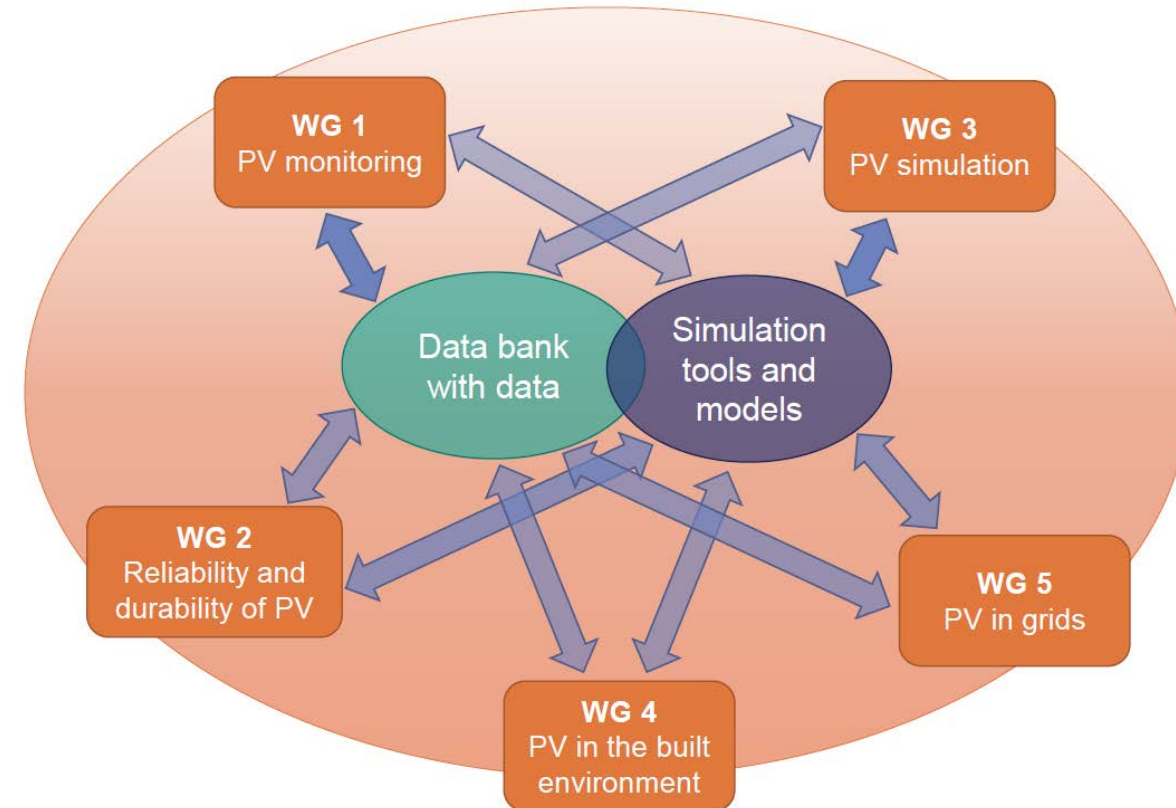 WG 1
PV monitoring
WG 3
PV simulation
Data bank
with data
Simulation
tools and
models
WG 2
Reliability and
durability of PV
WG 5
PV in grids
WG 4
PV in the built
environment